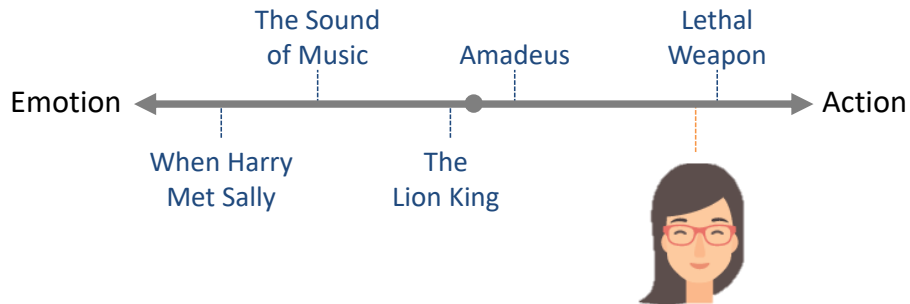 The Sound
of Music
Amadeus
Lethal
Weapon
Emotion
Action
When Harry
Met Sally
The
Lion King